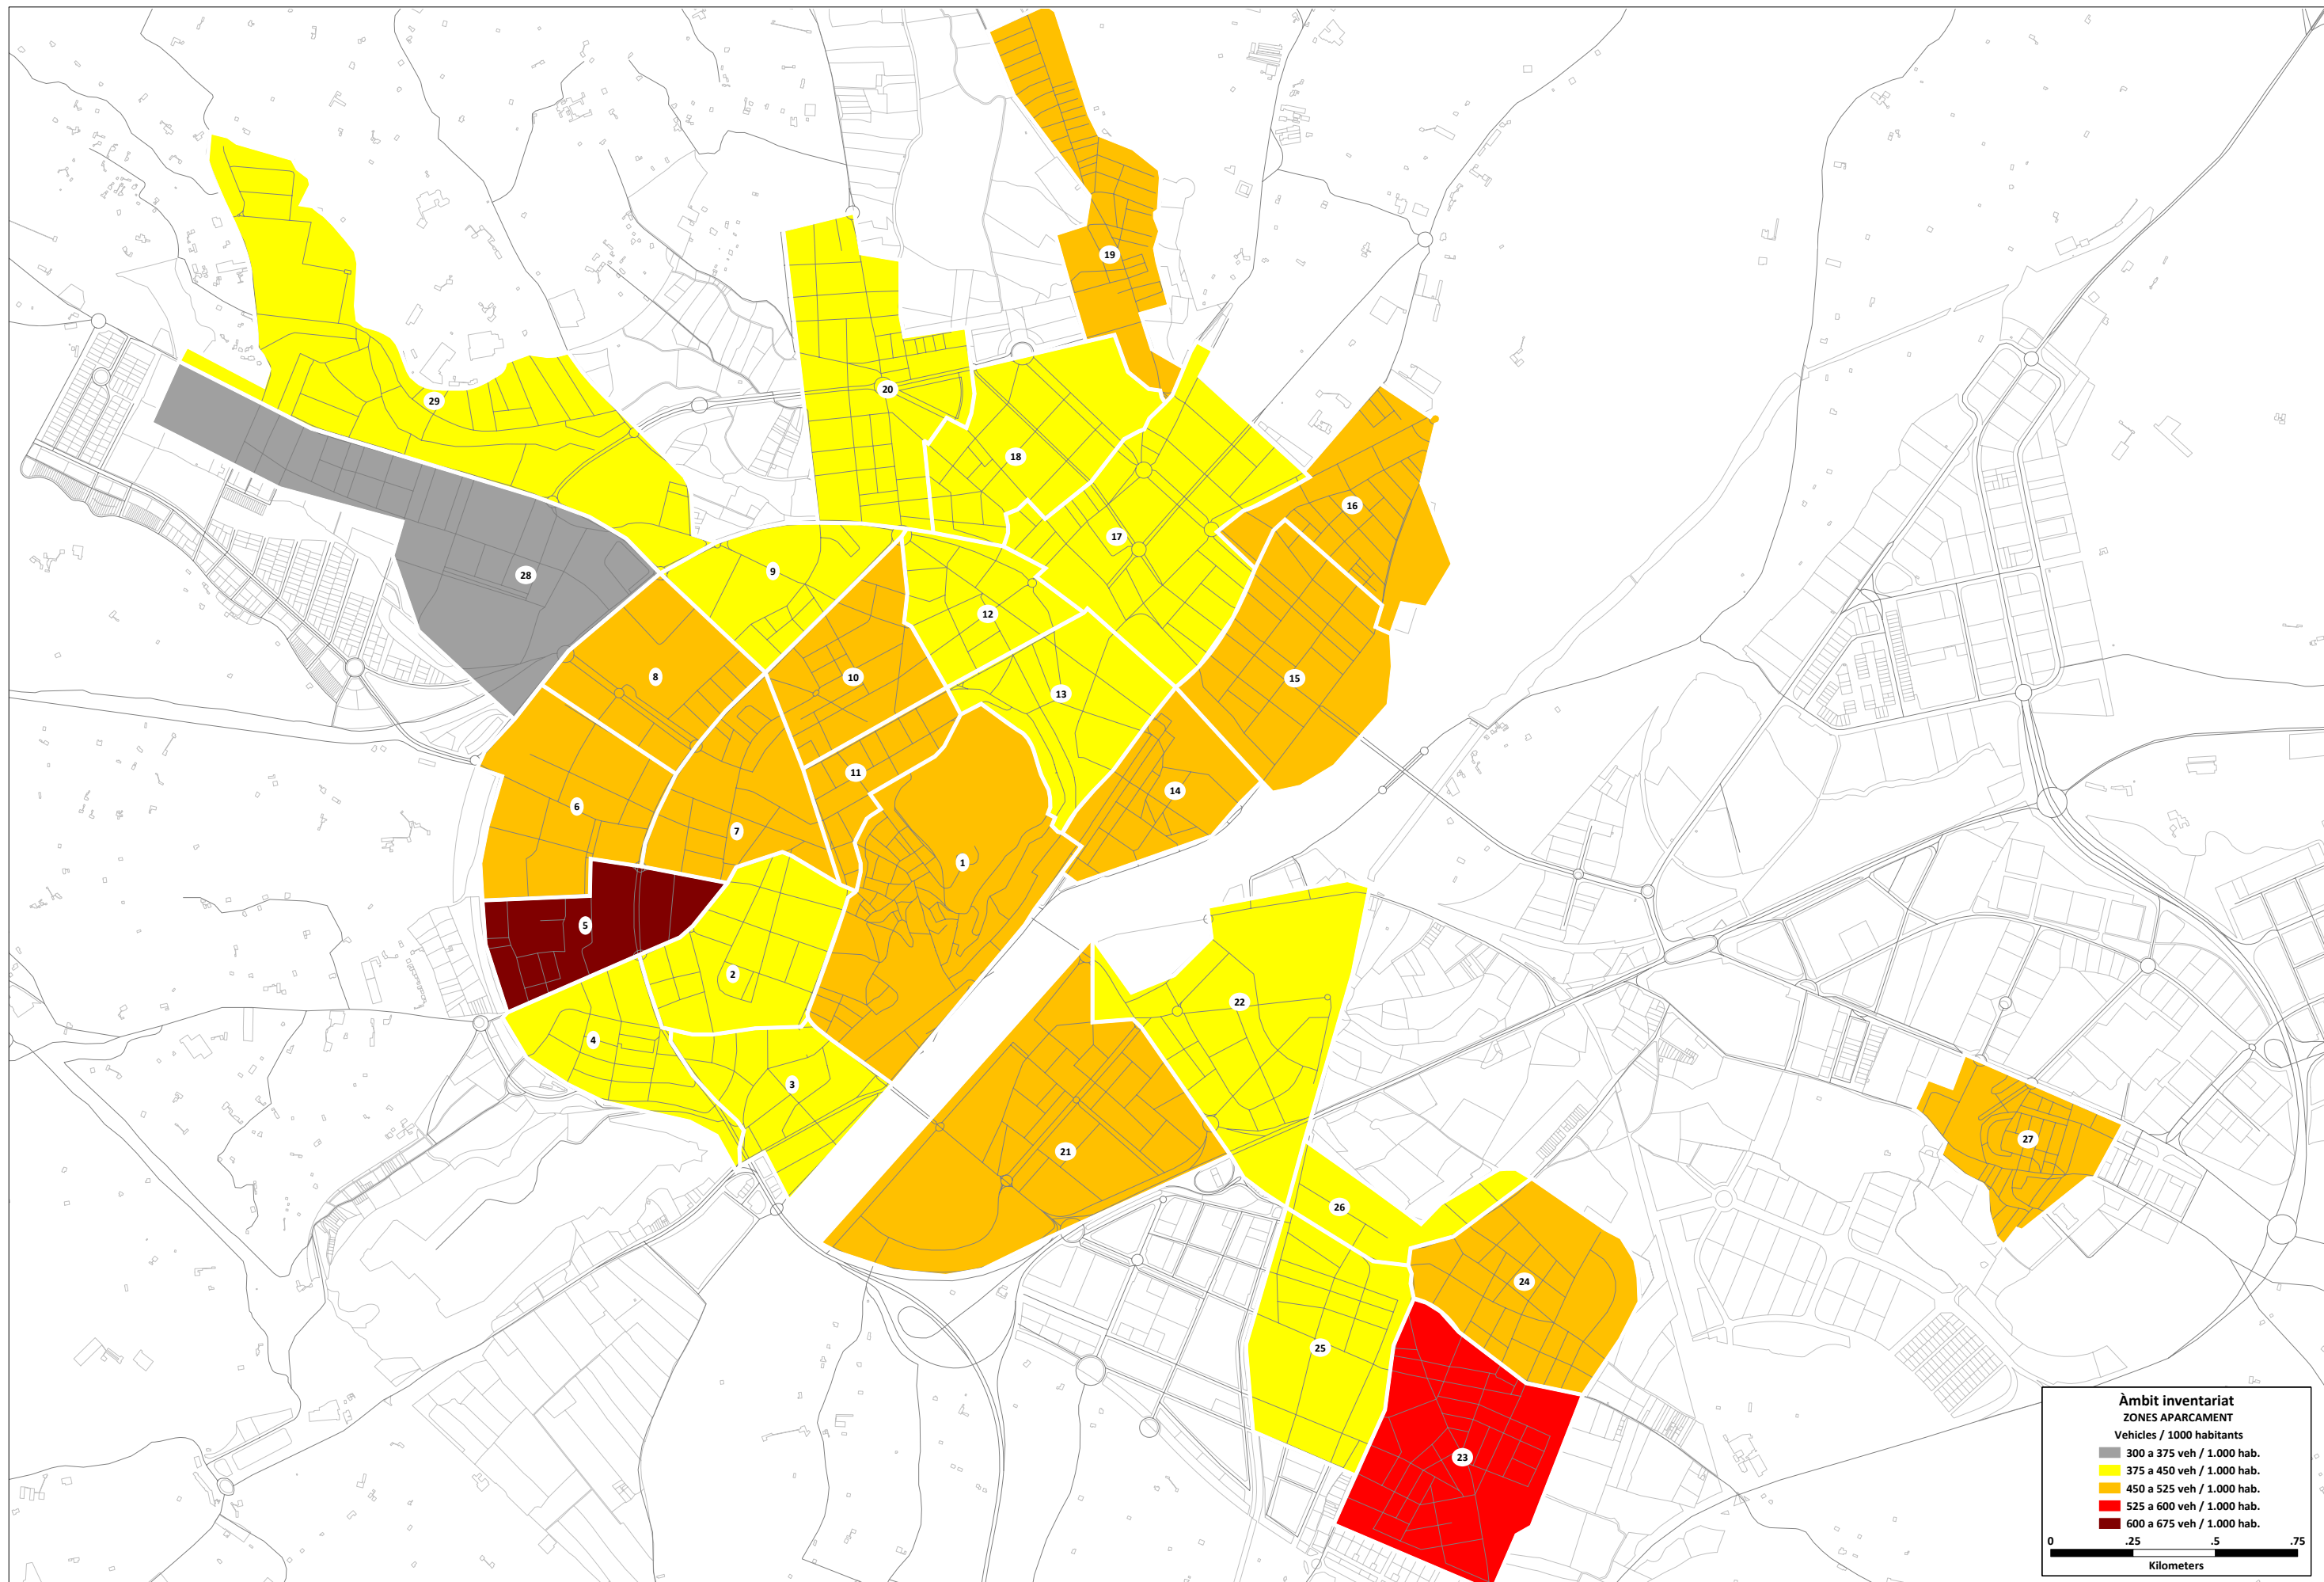 19
20
29
18
16
17
28
9
12
8
10
15
13
11
14
6
7
1
5
2
22
4
3
27
21
26
24
25
23
Àmbit inventariat
ZONES APARCAMENT
Vehicles / 1000 habitants
300 a 375 veh / 1.000 hab.
375 a 450 veh / 1.000 hab.
450 a 525 veh / 1.000 hab.
525 a 600 veh / 1.000 hab.
600 a 675 veh / 1.000 hab.
0 .25 .5 .75
Kilometers